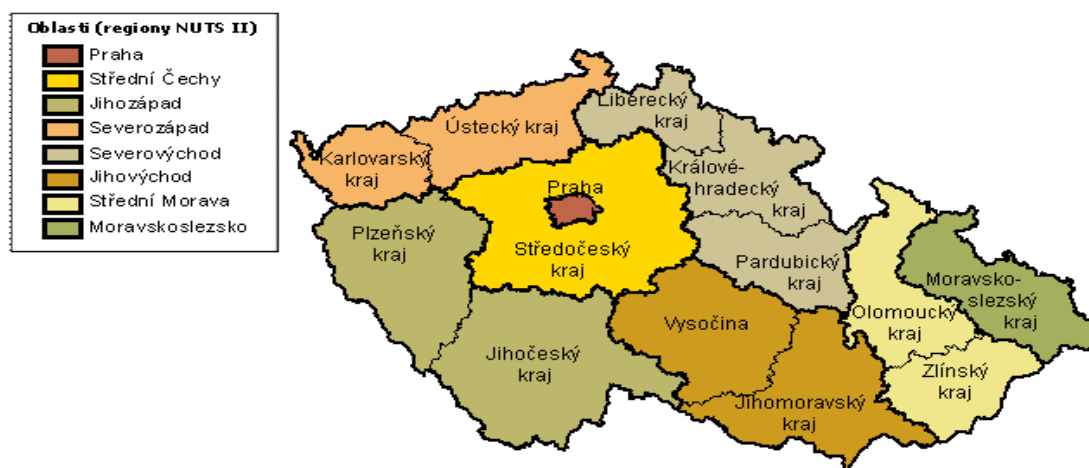 Oblasti (regiony NUTS II)
Praha
Střední Čechy
Jihozápad
Severozápad
Severovýchod
Jihovýchod
Střední Morava
Moravskoslezsko
Liberecký
kraj
Ústecký kraj
Karlovarský
kraj
Králové-
hradecký
kraj
Praha
Plzeňský
kraj
Středočeský
kraj
Pardubický
kraj
Moravsko-
slezský
kraj
Olomoucký
kraj
Vysočina
Jihočeský
kraj
Zlínský
kraj
Jihomoravský
kraj